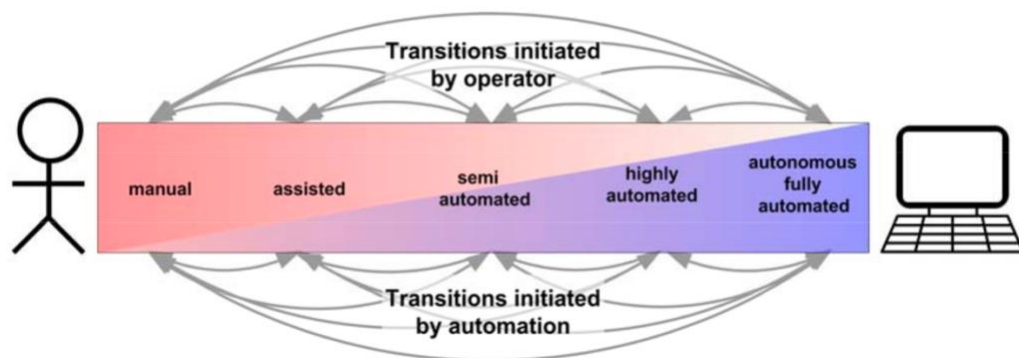 Transitions initiated
by operator
manual
assisted
semi
automated
highly
automated
autonomous
fully
automated
Transitions initiated
by automation